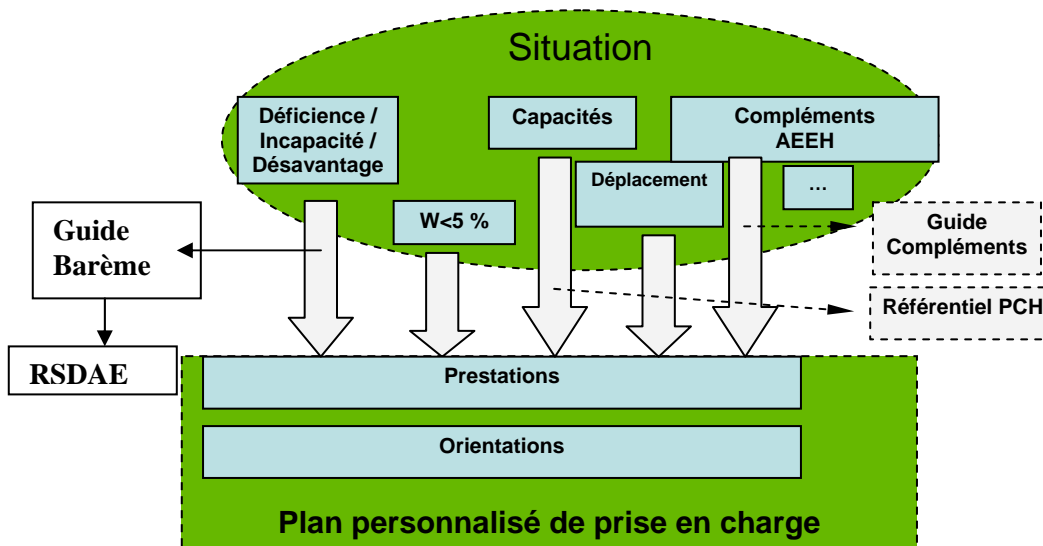 Situation
Déficience /
Incapacité /
Désavantage
Capacités
Compléments
AEEH
Déplacement
...
W<5 %
Guide
Barème
Guide
Compléments
Référentiel PCH
RSDAE
Prestations
Orientations
Plan personnalisé de prise en charge